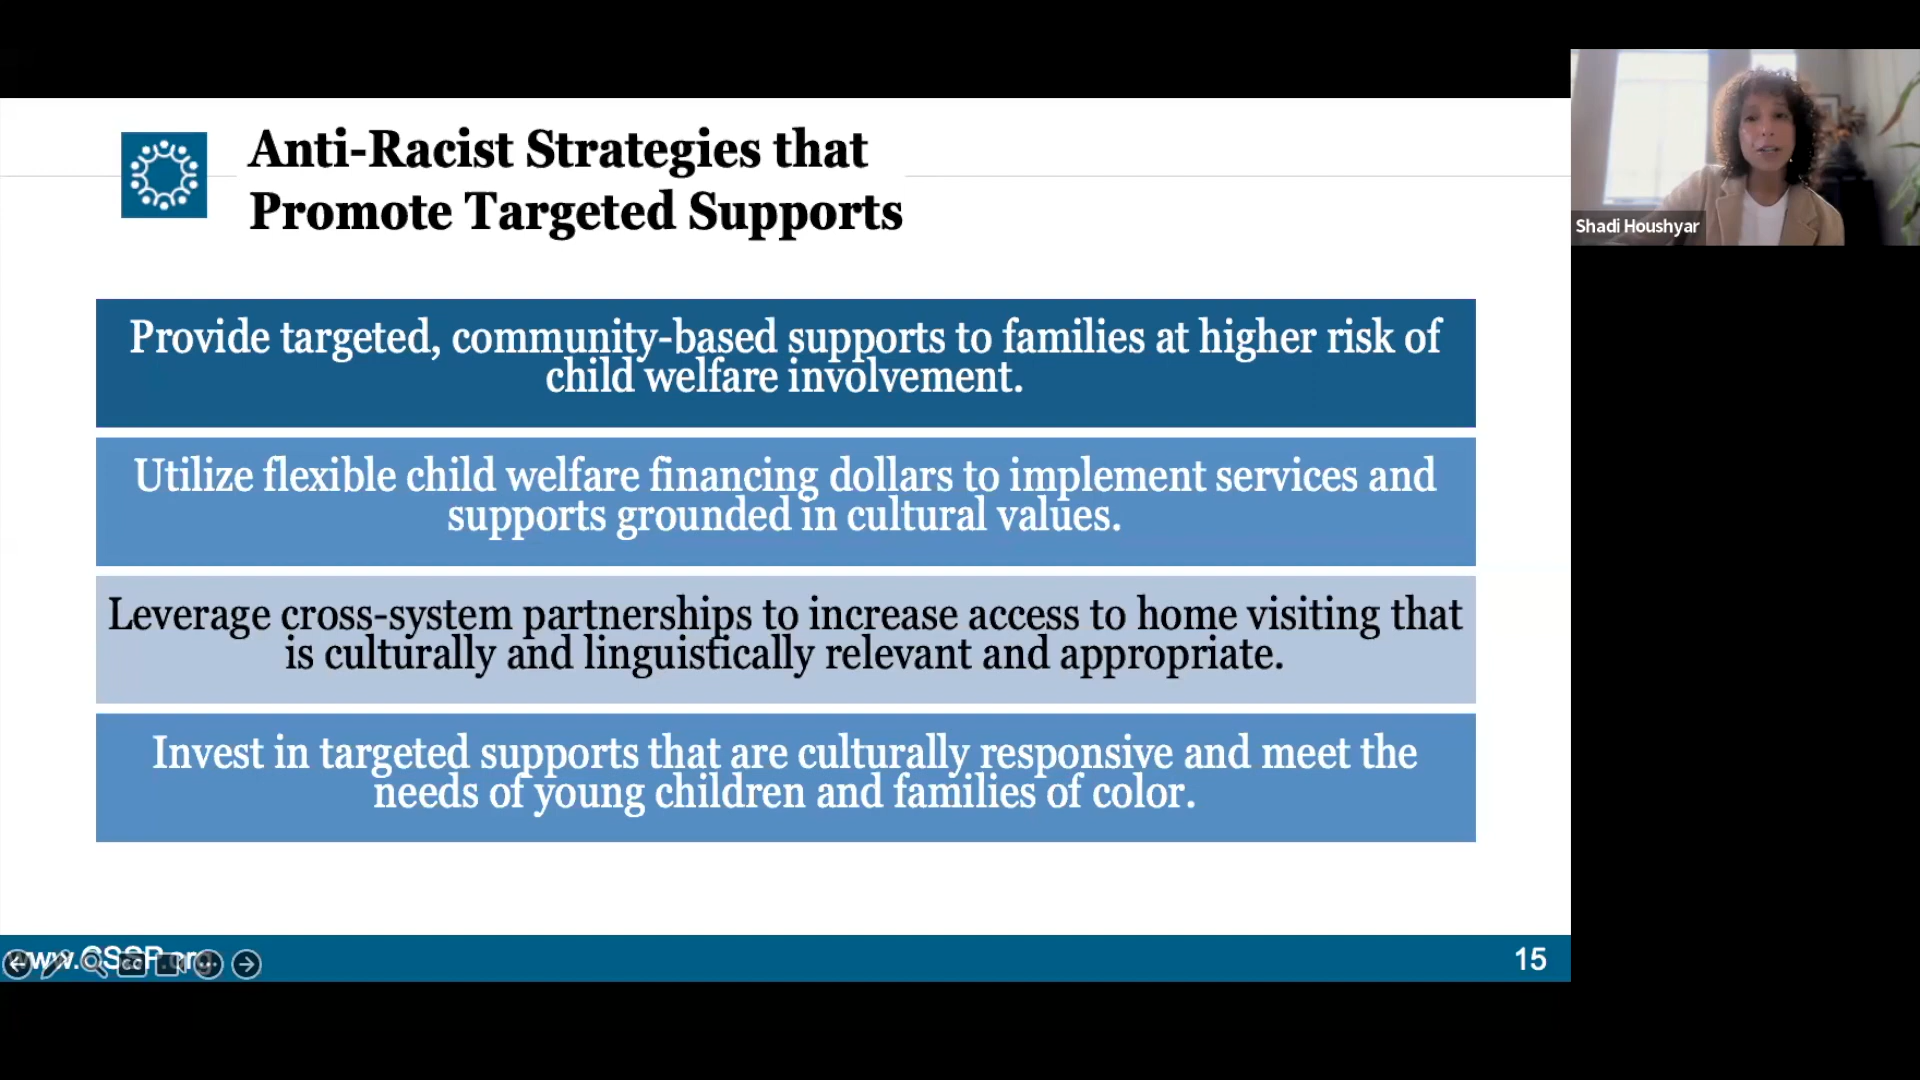 Anti-Racist Strategies that
Promote Targeted Supports
Shadi Houshyar
Provide targeted, community-based supports to families at higher risk of
child welfare involvement.
Utilize flexible child welfare financing dollars to implement services and
supports grounded in cultural values.
Leverage cross-system partnerships to increase access to home visiting that
is culturally and linguistically relevant and appropriate.
Invest in targeted supports that are culturally responsive and meet the
needs of young children and families of color.
www.CSSP.org
15